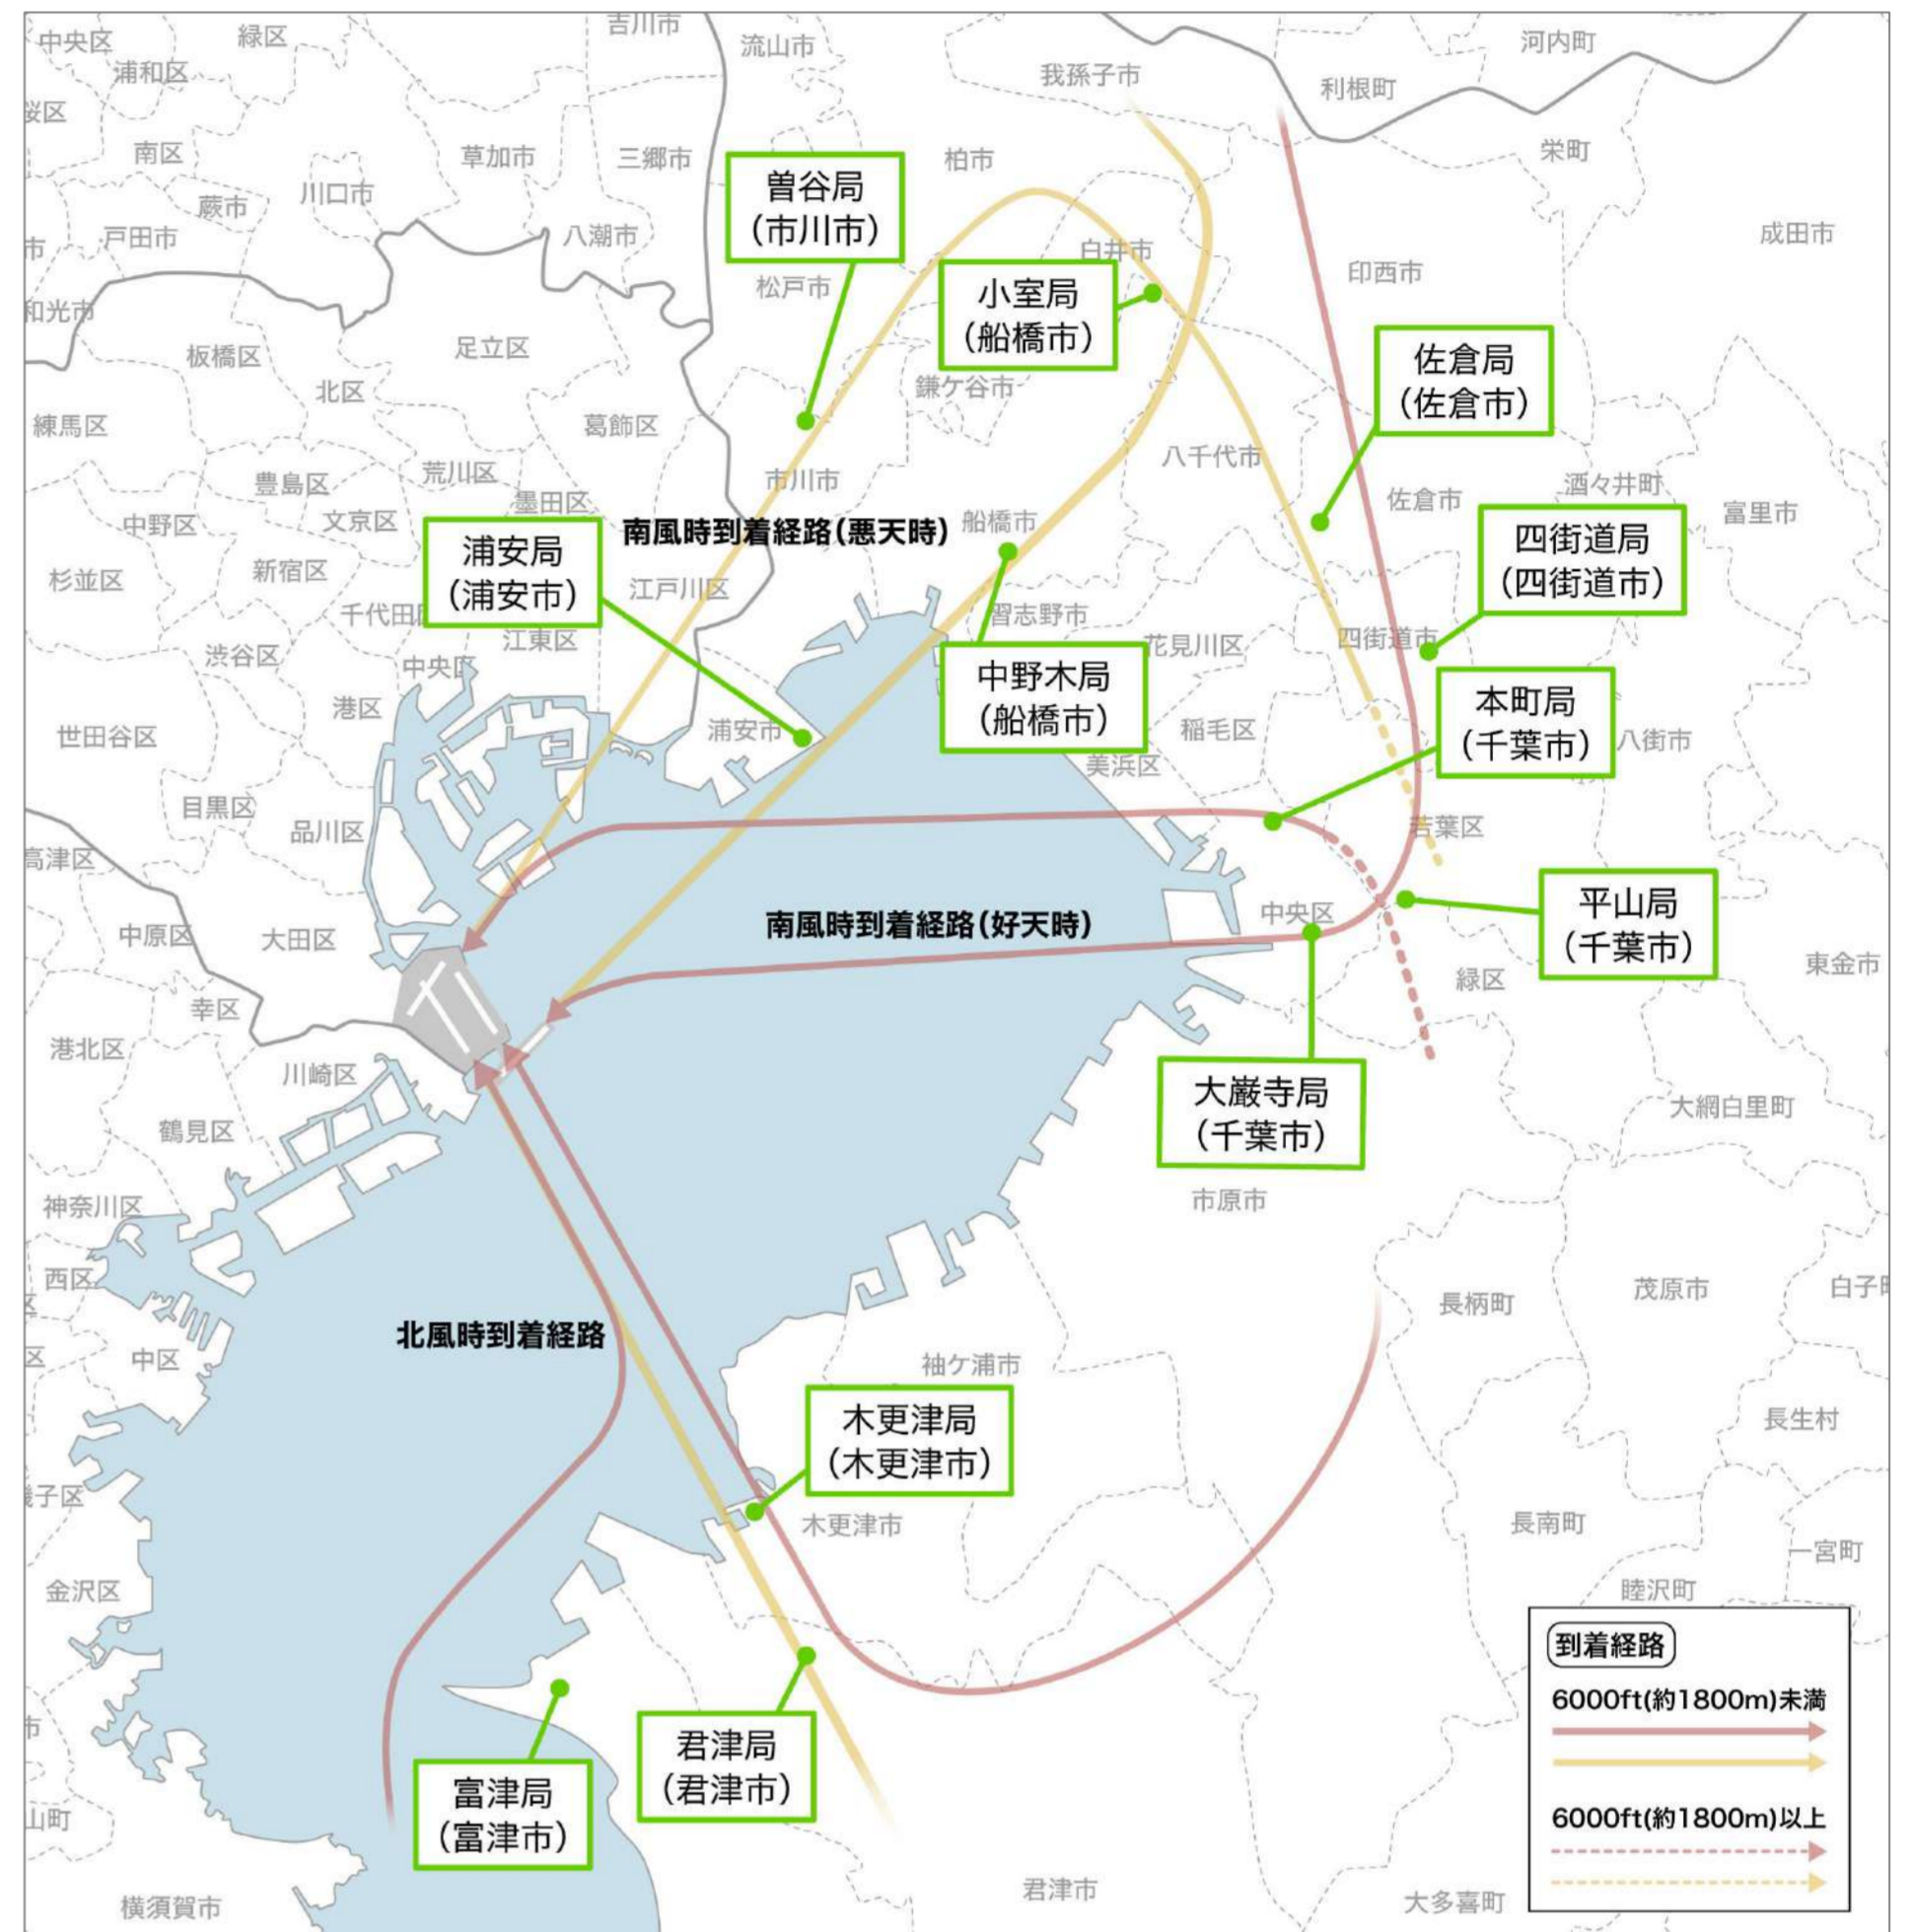 吉川市
中央区
緑区
流山市
河内町
浦和区
我孫子市
利根町
桜区
南区
草加市
三郷市
柏市
栄町
曽谷局
(市川市)
川口市
蕨市
戸田市
八潮市
成田市
市
白井市
印西市
松戸市
小室局
(船橋市)
和光市
板橋区
足立区
北区
鎌ケ谷市
佐倉局
(佐倉市)
練馬区
葛飾区
八千代市
荒川区
市川市
豊島区
墨田区
佐倉市
酒々井町
中野区
文京区
船橋市
富里市
南風時到着経路(悪天時)
浦安局
(浦安市)
四街道局
(四街道市)
杉並区
新宿区
江戸川区
千代田区
習志野市
江東区
花見川区
四街道市
渋谷区
中央区
中野木局
(船橋市)
本町局
(千葉市)
港区
世田谷区
浦安市
稲毛区
八街市
美浜区
目黒区
品川区
若葉区
高津区
平山局
(千葉市)
中原区
大田区
南風時到着経路(好天時)
中央区
東金市
緑区
幸区
港北区
川崎区
大巌寺局
(千葉市)
鶴見区
大網白里町
神奈川区
市原市
西区
茂原市
白子町
長柄町
北風時到着経路
区
中区
袖ケ浦市
木更津局
(木更津市)
長生村
磯子区
木更津市
長南町
一宮町
金沢区
睦沢町
到着経路
6000ft(約1800m)未満
市
君津局
(君津市)
富津局
(富津市)
山町
6000ft(約1800m)以上
君津市
大多喜町
横須賀市